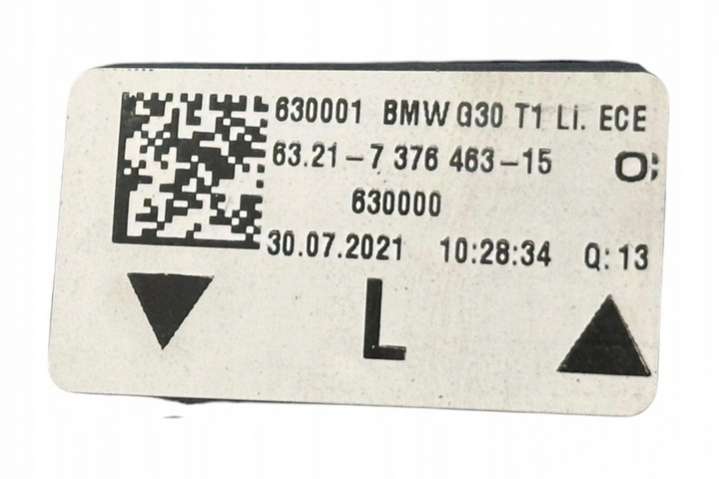 630001 BMW G30 T1 Li. ECE
63.21-7 376 463-15 O;
630000
30.07.2021 10:28:34 Q: 13
L